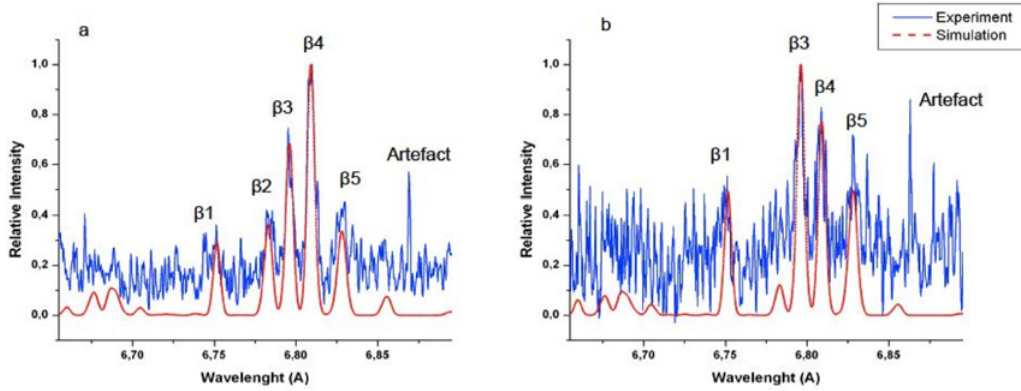 a
β1
β2
β3
β4
β5
Artefact
1,0
0,8
0,6
0,4
0,2
0,0
Relative Intensity
6,70 6,75 6,80 6,85
Wavelenght (A)
b
Experiment
Simulation
β1
β3
β4
β5
Artefact
1,0
0,8
0,6
0,4
0,2
0,0
Relative Intensity
6,70 6,75 6,80 6,85
Wavelenght (A)